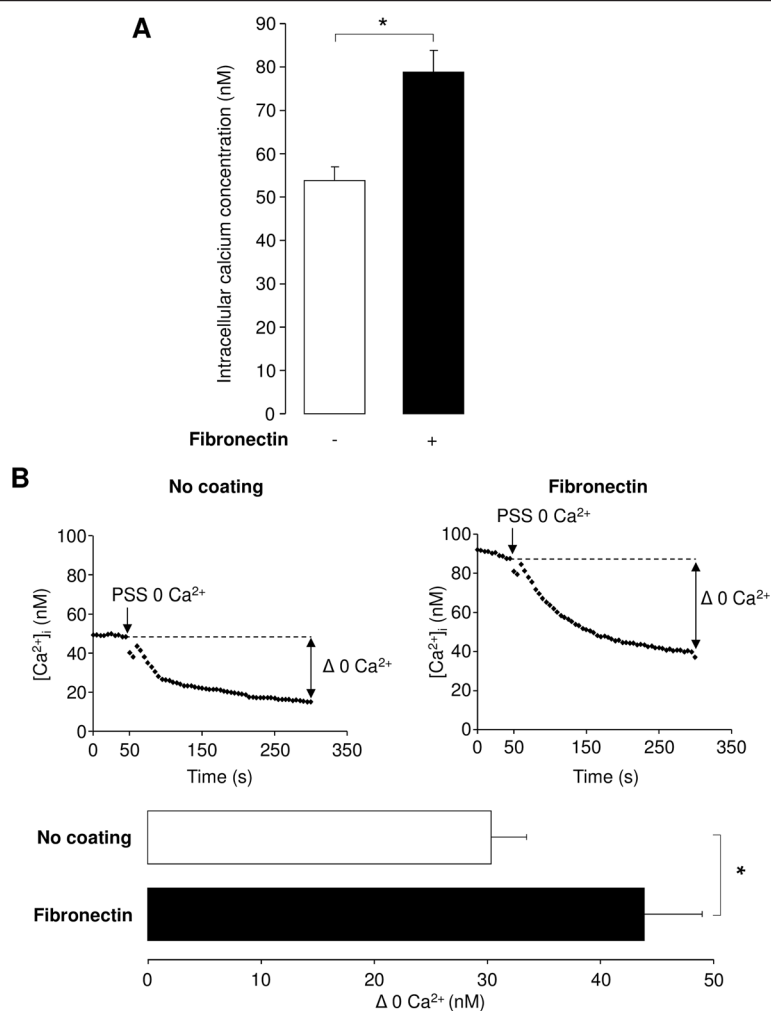 A
*
Intracellular calcium concentration (nM)
90
80
70
60
50
40
30
20
10
0
Fibronectin - +
B
No coating
[Ca²⁺]ᵢ (nM)
100
80
60
40
20
0
PSS 0 Ca²⁺
Δ 0 Ca²⁺
0 50 150 250 350
Time (s)
Fibronectin
[Ca²⁺]ᵢ (nM)
100
80
60
40
20
0
PSS 0 Ca²⁺
Δ 0 Ca²⁺
0 50 150 250 350
Time (s)
No coating
Fibronectin
*
0 10 20 30 40 50
Δ 0 Ca²⁺ (nM)